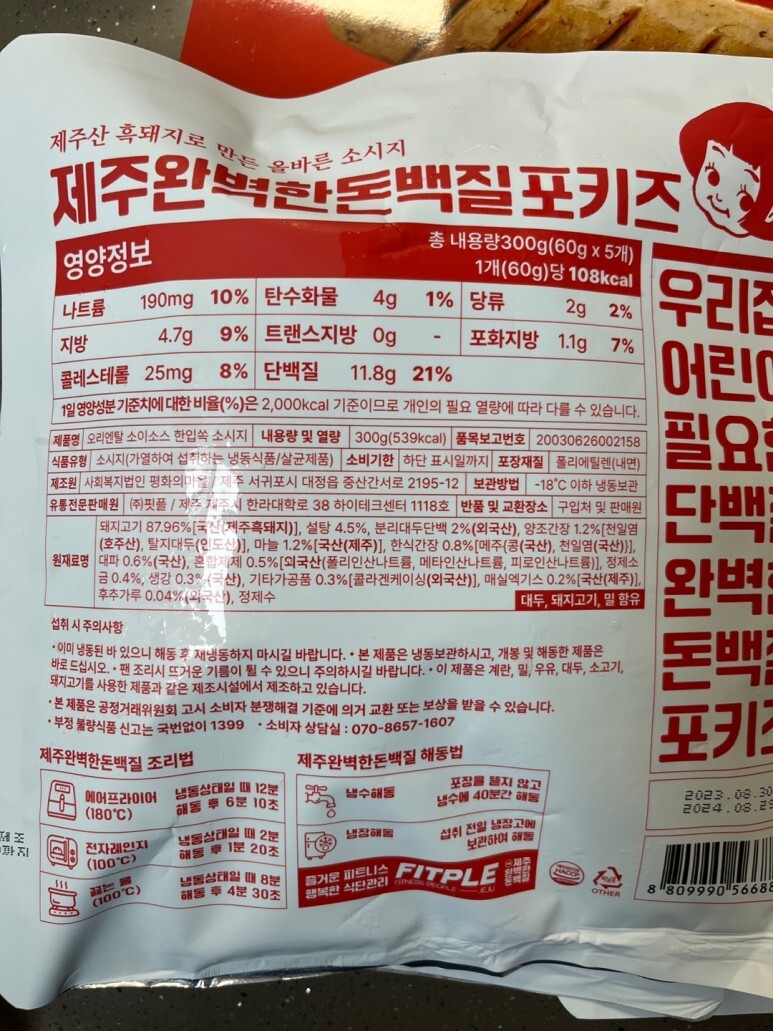 제주산 흑돼지로 만든 올바른 소시지
제주완벽한돈백질포키즈
영양정보
총 내용량300g(60g x 5개)
1개(60g)당 108kcal
나트륨 190mg 10% 탄수화물 4g 1% 당류 2g 2%
지방 4.7g 9% 트랜스지방 0g - 포화지방 1.1g 7%
콜레스테롤 25mg 8% 단백질 11.8g 21%
1일 영양성분 기준치에 대한 비율(%)은 2,000kcal 기준이므로 개인의 필요 열량에 따라 다를 수 있습니다.
제품명 오리엔탈 소이소스 한입쏙 소시지 내용량 및 열량 300g(539kcal) 품목보고번호 20030626002158
식품유형 소시지(가열하여 섭취하는 냉동식품/살균제품) 소비기한 하단 표시일까지 포장재질 폴리에틸렌(내면)
제조원 사회복지법인 평화의마을 / 제주 서귀포시 대정읍 중산간서로 2195-12 보관방법 -18°C 이하 냉동보관
유통전문판매원 ㈜핏플 / 제주 제주시 한라대학로 38 하이테크센터 1118호 반품 및 교환장소 구입처 및 판매원
원재료명
돼지고기 87.96%[국산(제주흑돼지)], 설탕 4.5%, 분리대두단백 2%(외국산), 양조간장 1.2%[천일염
(호주산), 탈지대두(인도산)], 마늘 1.2%[국산(제주)], 한식간장 0.8%[메주{콩(국산), 천일염(국산)}],
대파 0.6%(국산), 혼합제제 0.5%[외국산(폴리인산나트륨, 메타인산나트륨, 피로인산나트륨)], 정제소
금 0.4%, 생강 0.3%(국산), 기타가공품 0.3%[콜라겐케이싱(외국산)], 매실엑기스 0.2%[국산(제주)],
후추가루 0.04%(외국산), 정제수
대두, 돼지고기, 밀 함유
섭취 시 주의사항
• 이미 냉동된 바 있으니 해동 후 재냉동하지 마시길 바랍니다. • 본 제품은 냉동보관하시고, 개봉 및 해동한 제품은
바로 드십시오. • 팬 조리시 뜨거운 기름이 튈 수 있으니 주의하시길 바랍니다. • 이 제품은 계란, 밀, 우유, 대두, 소고기,
돼지고기를 사용한 제품과 같은 제조시설에서 제조하고 있습니다.
• 본 제품은 공정거래위원회 고시 소비자 분쟁해결 기준에 의거 교환 또는 보상을 받을 수 있습니다.
• 부정 불량식품 신고는 국번없이 1399 • 소비자 상담실 : 070-8657-1607
제주완벽한돈백질 조리법
에어프라이어
(180°C)
냉동상태일 때 12분
해동 후 6분 10초
전자레인지
(100°C)
냉동상태일 때 2분
해동 후 1분 20초
끓는 물
(100°C)
냉동상태일 때 8분
해동 후 4분 30초
제주완벽한돈백질 해동법
냉수해동
포장을 뜯지 않고
냉수에 40분간 해동
냉장해동
섭취 전일 냉장고에
보관하여 해동
즐거운 피트니스
행복한 식단관리
FITPLE
FITNESS PEOPLE JEJU
HACCP
비닐류
OTHER
우리집
어린이
필요한
단백질
완벽한
돈백질
포키즈
2023.08.30
2024.08.29
8 809990 56688